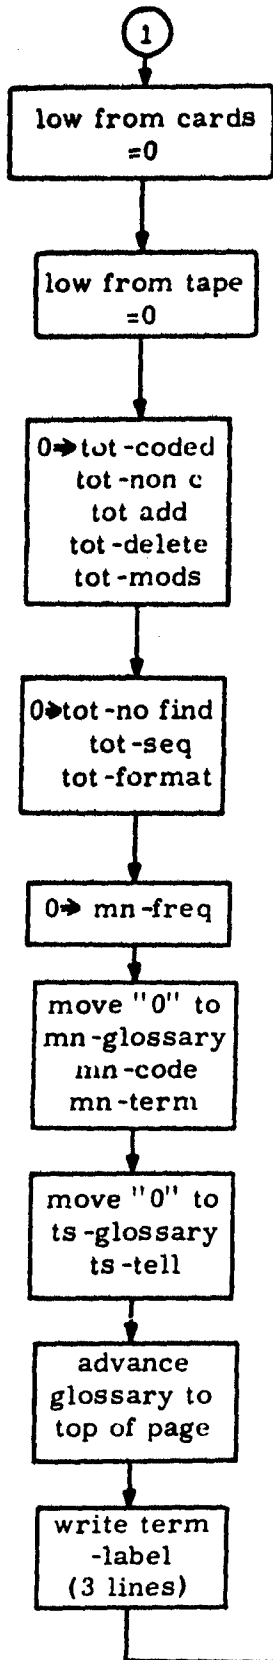 1
low from cards
=0
low from tape
=0
0→tot-coded
tot-non c
tot add
tot-delete
tot-mods
0→tot-no find
tot-seq
tot-format
0→ mn-freq
move "0" to
mn-glossary
mn-code
mn-term
move "0" to
ts-glossary
ts-tell
advance
glossary to
top of page
write term
-label
(3 lines)